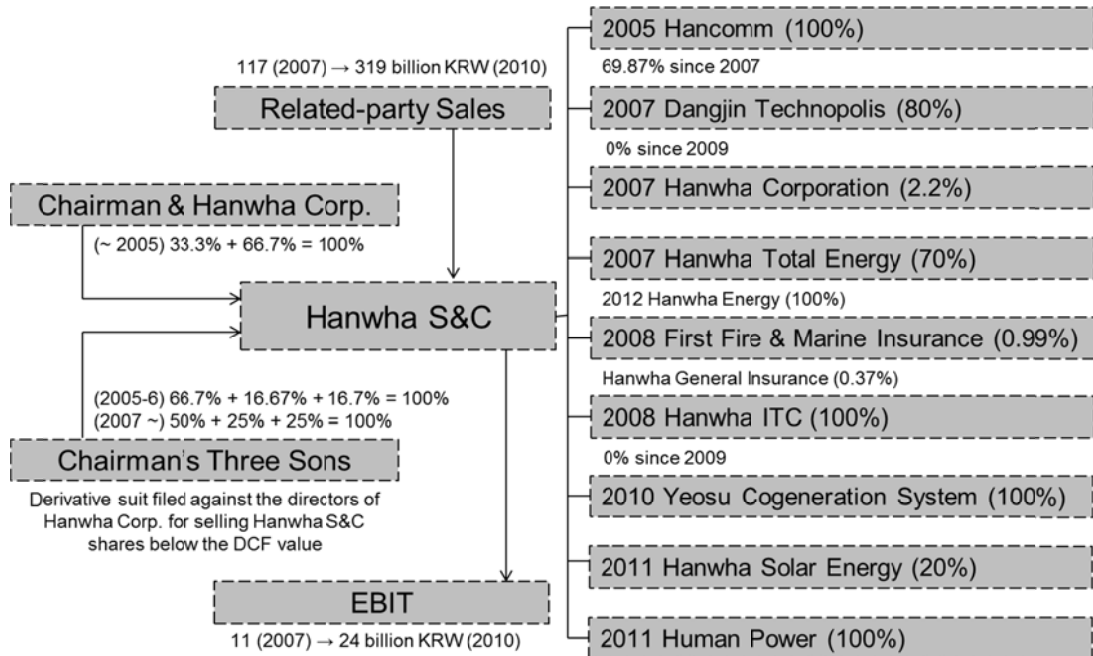 117 (2007) → 319 billion KRW (2010)
Related-party Sales
Chairman & Hanwha Corp.
(~ 2005) 33.3% + 66.7% = 100%
Hanwha S&C
(2005-6) 66.7% + 16.67% + 16.7% = 100%
(2007 ~) 50% + 25% + 25% = 100%
Chairman's Three Sons
Derivative suit filed against the directors of
Hanwha Corp. for selling Hanwha S&C
shares below the DCF value
EBIT
11 (2007) → 24 billion KRW (2010)
2005 Hancomm (100%)
69.87% since 2007
2007 Dangjin Technopolis (80%)
0% since 2009
2007 Hanwha Corporation (2.2%)
2007 Hanwha Total Energy (70%)
2012 Hanwha Energy (100%)
2008 First Fire & Marine Insurance (0.99%)
Hanwha General Insurance (0.37%)
2008 Hanwha ITC (100%)
0% since 2009
2010 Yeosu Cogeneration System (100%)
2011 Hanwha Solar Energy (20%)
2011 Human Power (100%)